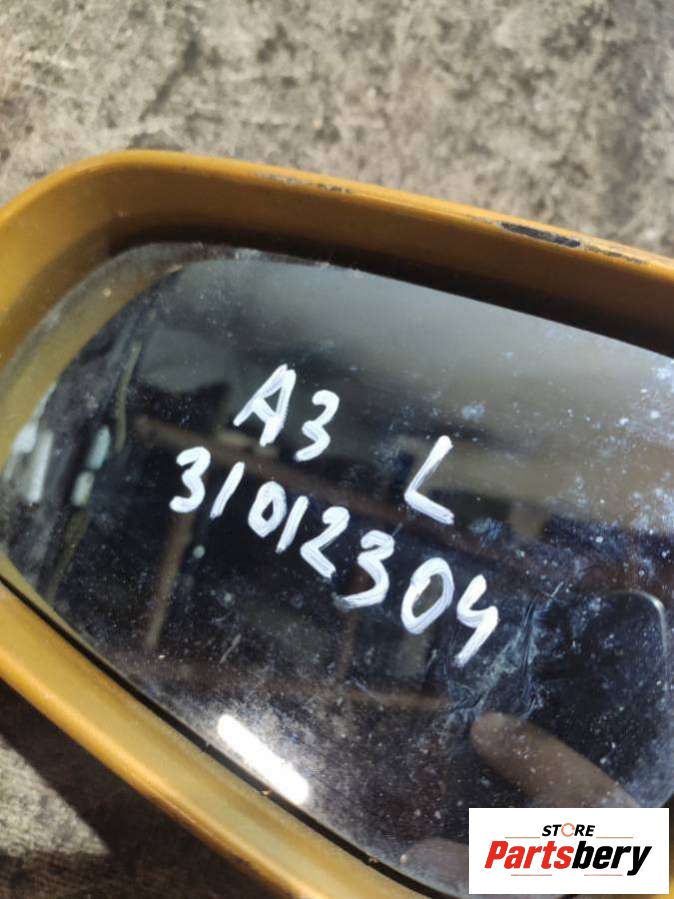 A3 L
31012304
STORE
Partsbery